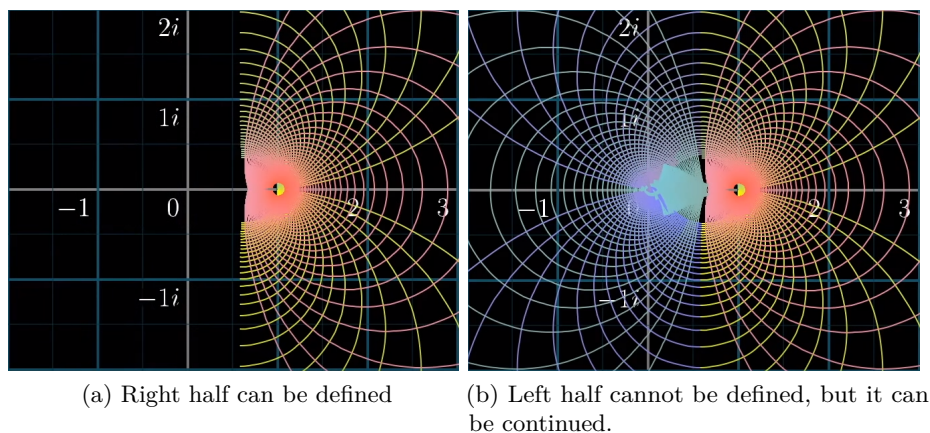 2i
1i
−1 0 2 3
−1i
2i
1i
−1 2 3
−1i
(a) Right half can be defined
(b) Left half cannot be defined, but it can
be continued.